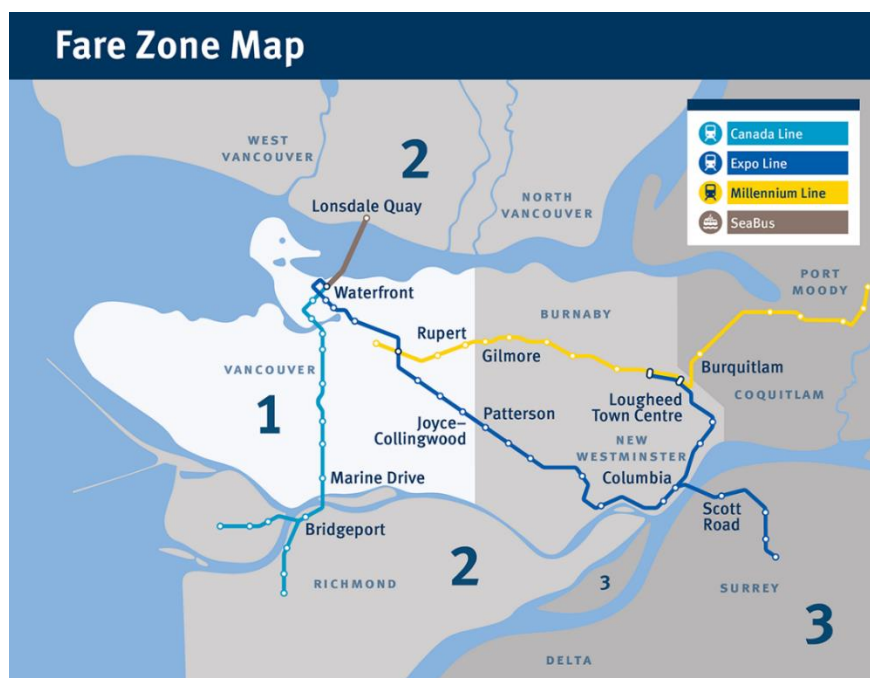 Fare Zone Map
Canada Line
Expo Line
Millennium Line
SeaBus
WEST
VANCOUVER
2
NORTH
VANCOUVER
Lonsdale Quay
PORT
MOODY
Waterfront
BURNABY
Rupert
Gilmore
Burquitlam
VANCOUVER
COQUITLAM
1
Lougheed
Town Centre
Joyce–
Collingwood
Patterson
NEW
WESTMINSTER
Marine Drive
Columbia
Scott
Road
Bridgeport
RICHMOND
2
3
SURREY
3
DELTA